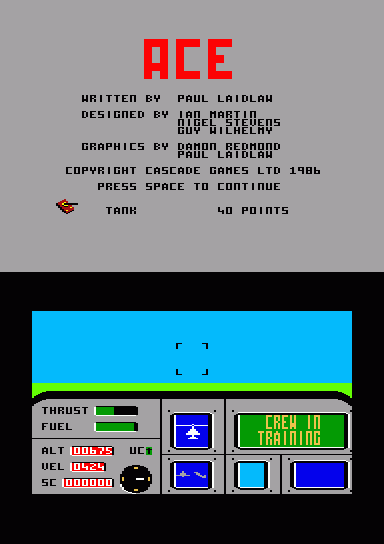 ACE
WRITTEN BY PAUL LAIDLAW
DESIGNED BY IAN MARTIN
NIGEL STEVENS
GUY WILHELMY
GRAPHICS BY DAMON REDMOND
PAUL LAIDLAW
COPYRIGHT CASCADE GAMES LTD 1986
PRESS SPACE TO CONTINUE
TANK 40 POINTS
THRUST
FUEL
CREW IN
TRAINING
ALT 00675 UC
VEL 0424
SC 000000